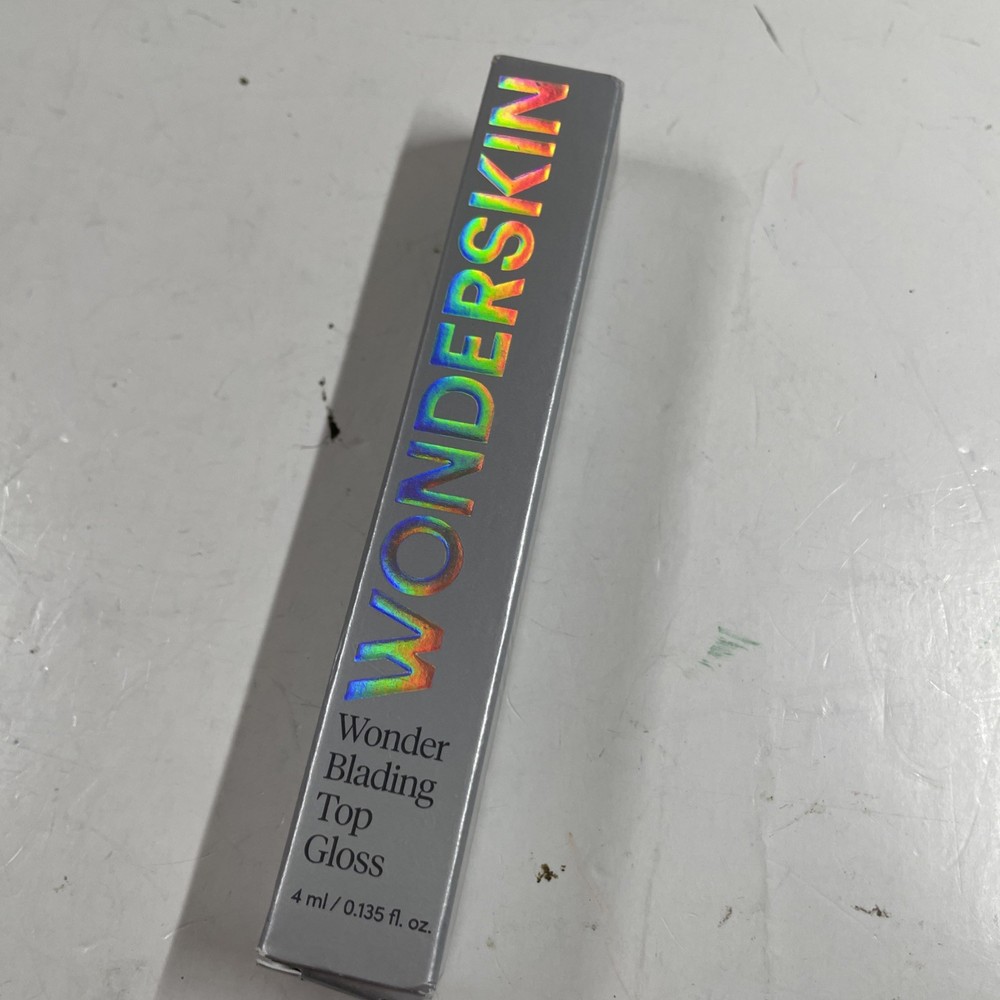 WONDERSKIN
Wonder
Blading
Top
Gloss
4 ml / 0.135 fl. oz.